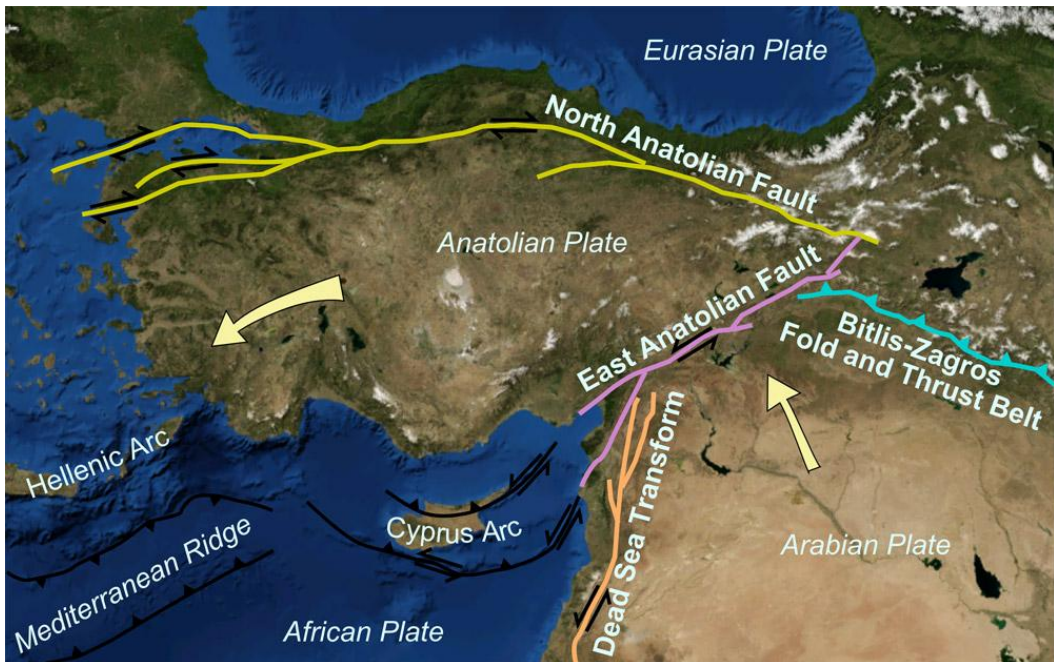 Eurasian Plate
North Anatolian Fault
Anatolian Plate
East Anatolian Fault
Bitlis-Zagros
Fold and Thrust Belt
Hellenic Arc
Cyprus Arc
Dead Sea Transform
Arabian Plate
Mediterranean Ridge
African Plate